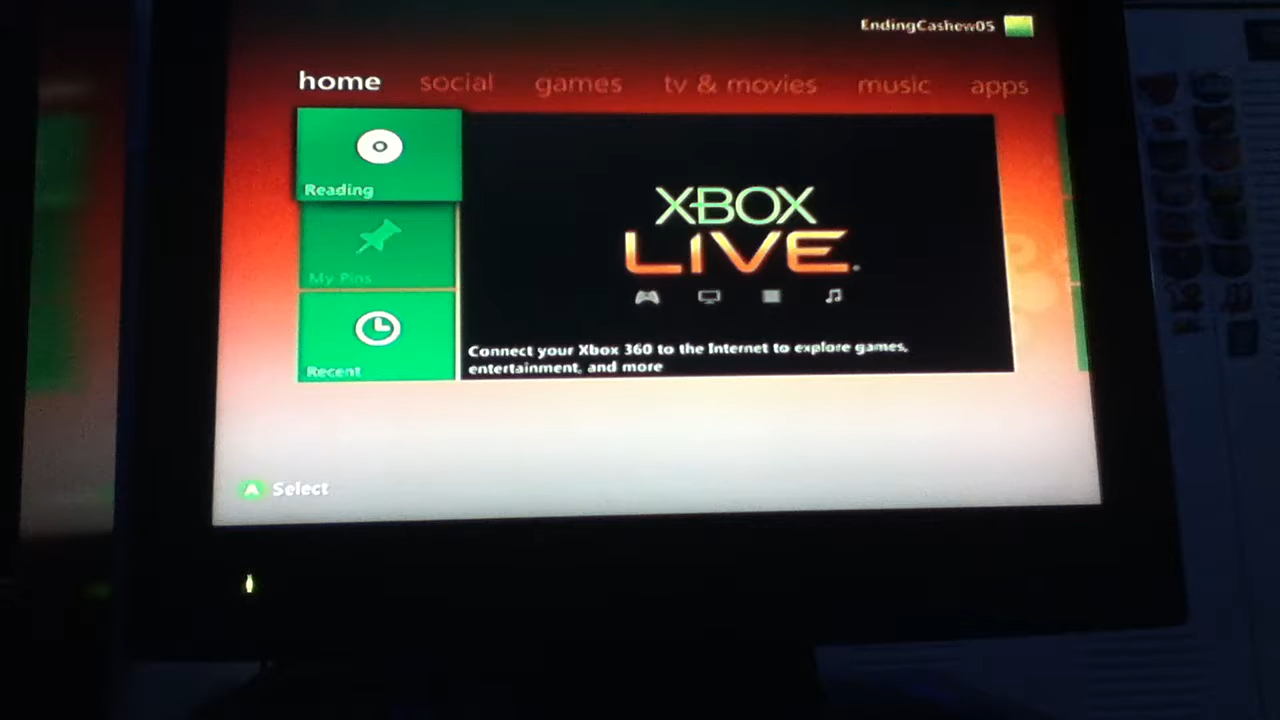 EndingCashew05
home social games tv & movies music apps
Reading
My Pins
Recent
XBOX
LIVE
Connect your Xbox 360 to the Internet to explore games,
entertainment, and more
A Select